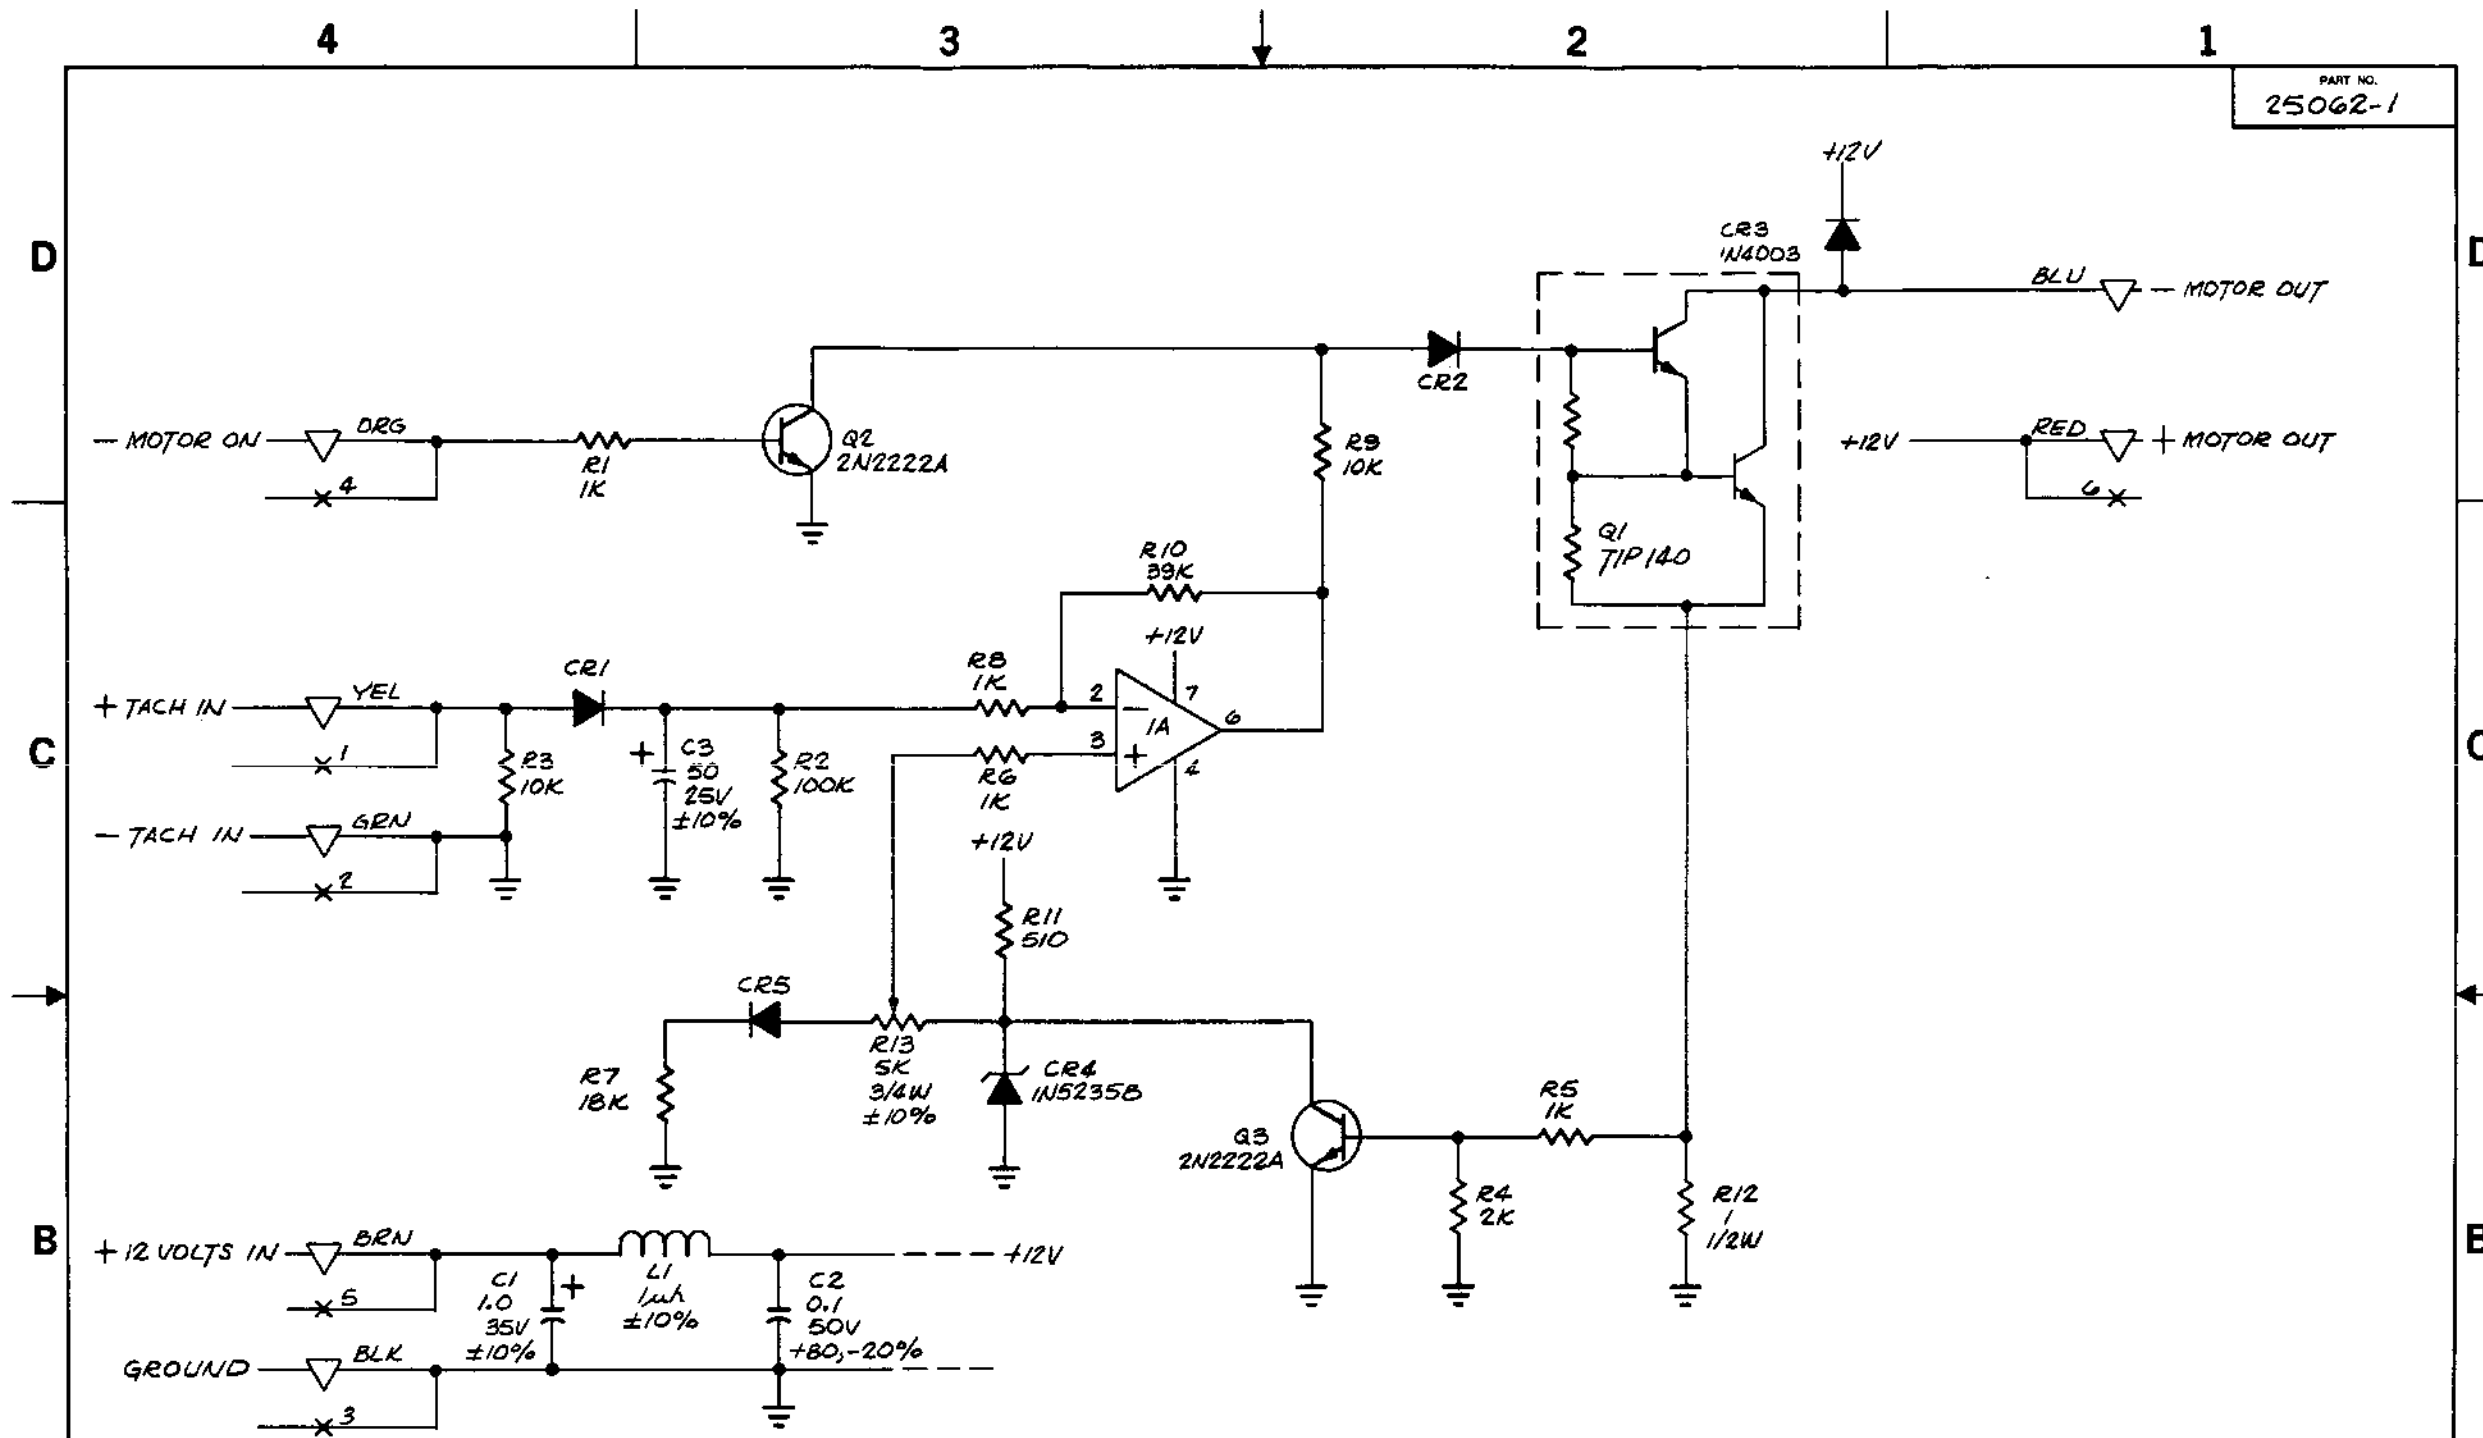 4
3
2
1
PART NO.
25062-1
D
D
+12V
CR3
1N4003
BLU
- MOTOR OUT
CR2
- MOTOR ON
ORG
4
R1
1K
Q2
2N2222A
R9
10K
+12V
RED
+ MOTOR OUT
6
Q1
TIP140
R10
39K
+12V
CR1
R8
1K
2
7
-
1A
6
3
+
4
R6
1K
+ TACH IN
YEL
1
C
C
R3
10K
+
C3
50
25V
±10%
R2
100K
- TACH IN
GRN
2
+12V
R11
510
CR5
R13
5K
3/4W
±10%
R7
18K
CR4
1N5235B
R5
1K
Q3
2N2222A
R4
2K
R12
1
1/2W
B
B
+12 VOLTS IN
BRN
5
C1
1.0
35V
±10%
+
L1
1µh
±10%
C2
0.1
50V
+80,-20%
+12V
GROUND
BLK
3